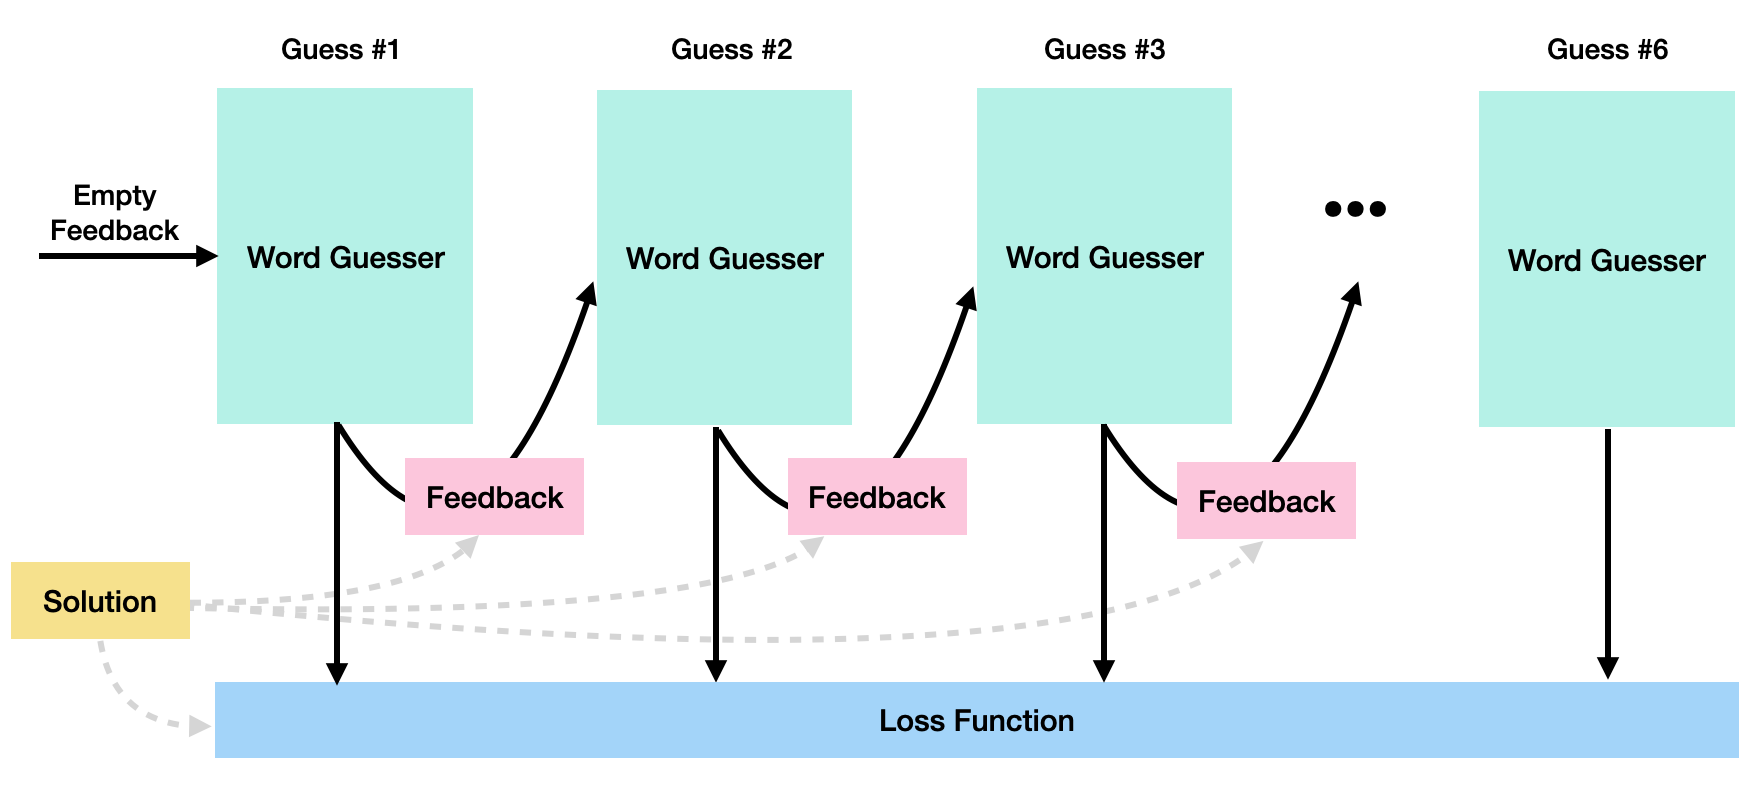 Guess #1
Guess #2
Guess #3
Guess #6
Empty
Feedback
Word Guesser
Word Guesser
Word Guesser
Word Guesser
Feedback
Feedback
Feedback
Solution
Loss Function